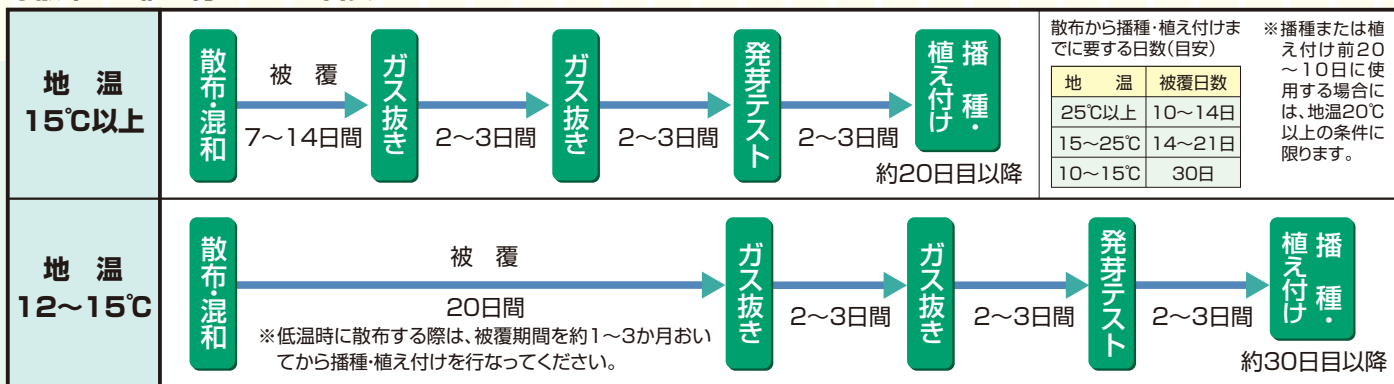 地　温
15℃以上
散布・混和
被　覆
7～14日間
ガス抜き
2～3日間
ガス抜き
2～3日間
発芽テスト
2～3日間
播種・
植え付け
約20日目以降
散布から播種・植え付けま
でに要する日数(目安)
地　温　被覆日数
25℃以上　10～14日
15～25℃　14～21日
10～15℃　30日
※播種または植
え付け前20
～10日に使
用する場合に
は、地温20℃
以上の条件に
限ります。
地　温
12～15℃
散布・混和
被　覆
20日間
※低温時に散布する際は、被覆期間を約1～3か月おい
てから播種・植え付けを行なってください。
ガス抜き
2～3日間
ガス抜き
2～3日間
発芽テスト
2～3日間
播種・
植え付け
約30日目以降